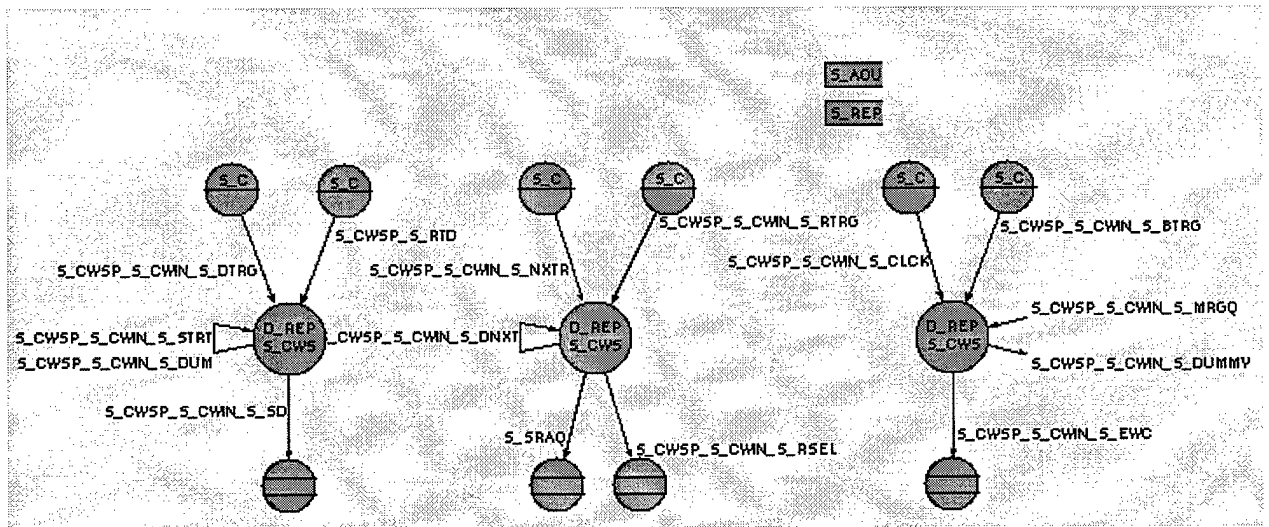 S_AOU
S_REP
S_C S_C S_C S_C S_C S_C
S_CWSP_S_CWIN_S_RTRG
S_CWSP_S_CWIN_S_BTRG
S_CWSP_S_RTD
S_CWSP_S_CWIN_S_CLCK
S_CWSP_S_CWIN_S_DTRG
S_CWSP_S_CWIN_S_NXTR
S_CWSP_S_CWIN_S_MRGQ
D_REP D_REP D_REP
S_CWSP_S_CWIN_S_STRT
S_CWS
_CWSP_S_CWIN_S_DNXT
S_CWS
S_CWS
S_CWSP_S_CWIN_S_DUM
S_CWSP_S_CWIN_S_DUMMY
S_CWSP_S_CWIN_S_SD
S_SRAQ
S_CWSP_S_CWIN_S_RSEL
S_CWSP_S_CWIN_S_EWC